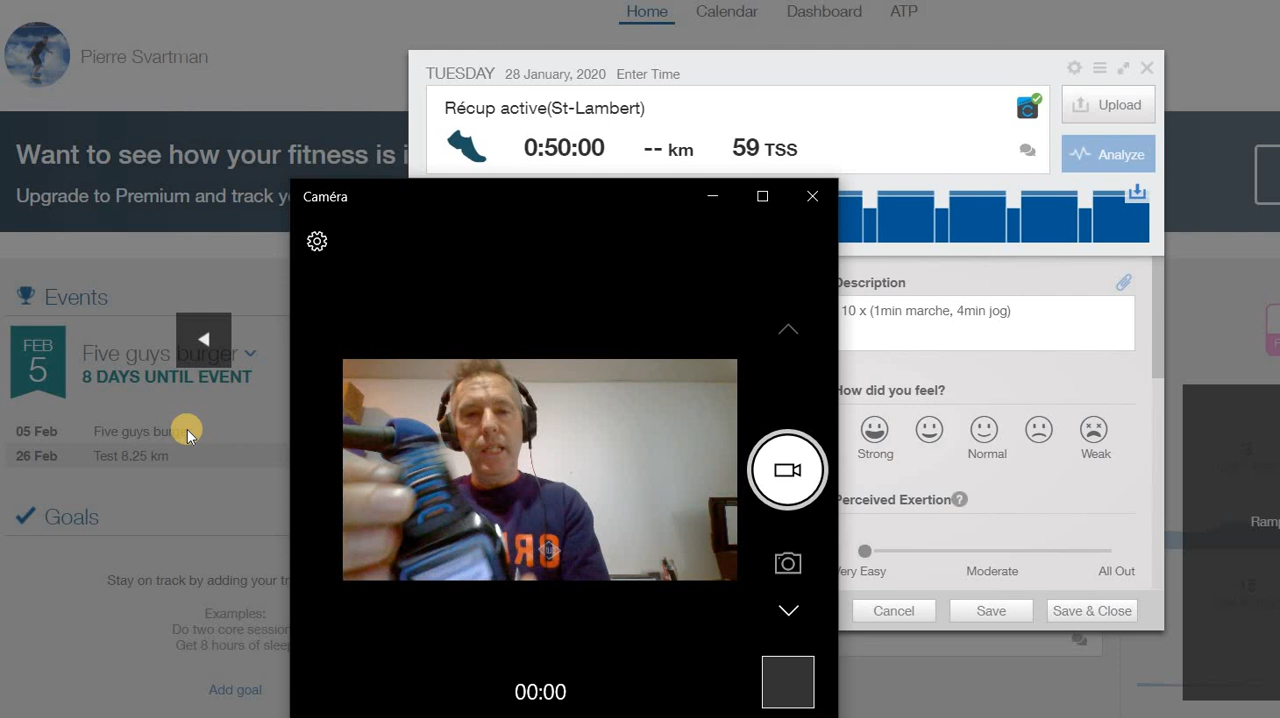 Home
Calendar
Dashboard
ATP
Pierre Svartman
TUESDAY 28 January, 2020 Enter Time
Récup active(St-Lambert)
0:50:00 -- km 59 TSS
Upload
Analyze
Want to see how your fitness is i
Upgrade to Premium and track y
Caméra
Events
FEB
5
Five guys burger
8 DAYS UNTIL EVENT
05 Feb Five guys burger
26 Feb Test 8.25 km
Goals
Stay on track by adding your tr
Examples:
Do two core session
Get 8 hours of sleep
Add goal
Description
10 x (1min marche, 4min jog)
How did you feel?
Strong
Normal
Weak
Perceived Exertion ?
Very Easy
Moderate
All Out
Cancel
Save
Save & Close
Ramp
00:00